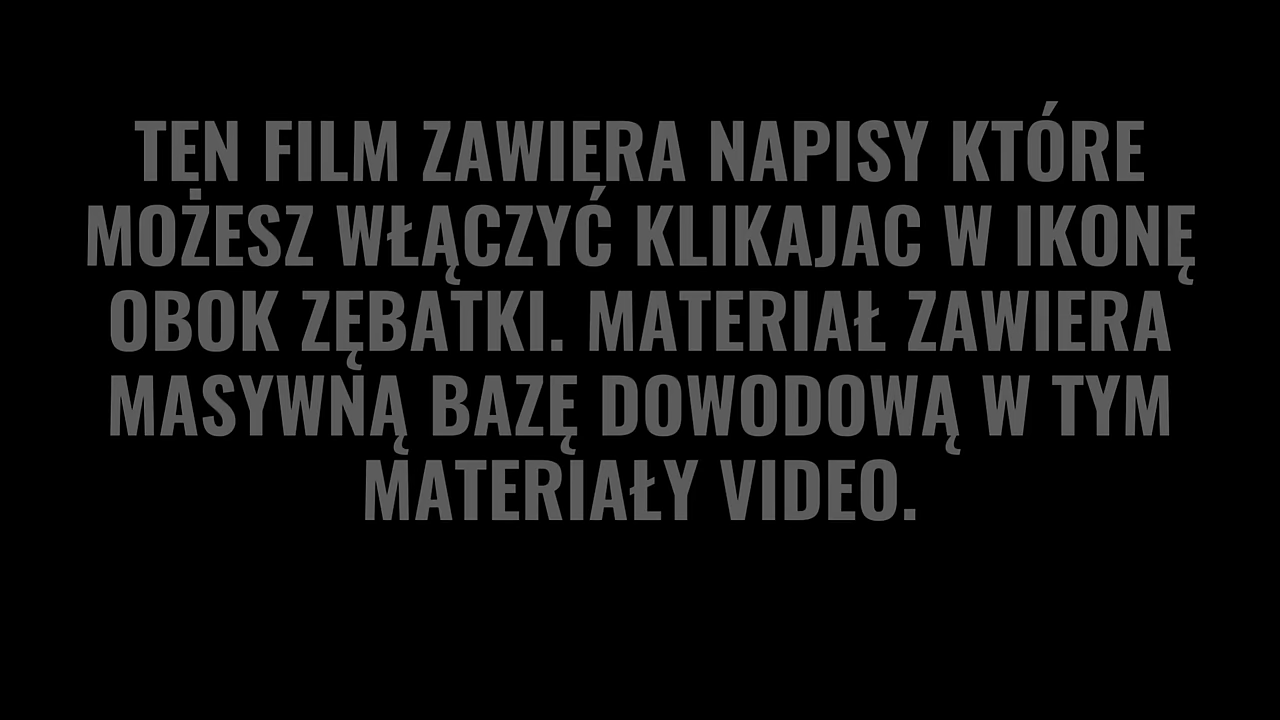 TEN FILM ZAWIERA NAPISY KTÓRE
MOŻESZ WŁĄCZYĆ KLIKAJAC W IKONĘ
OBOK ZĘBATKI. MATERIAŁ ZAWIERA
MASYWNĄ BAZĘ DOWODOWĄ W TYM
MATERIAŁY VIDEO.